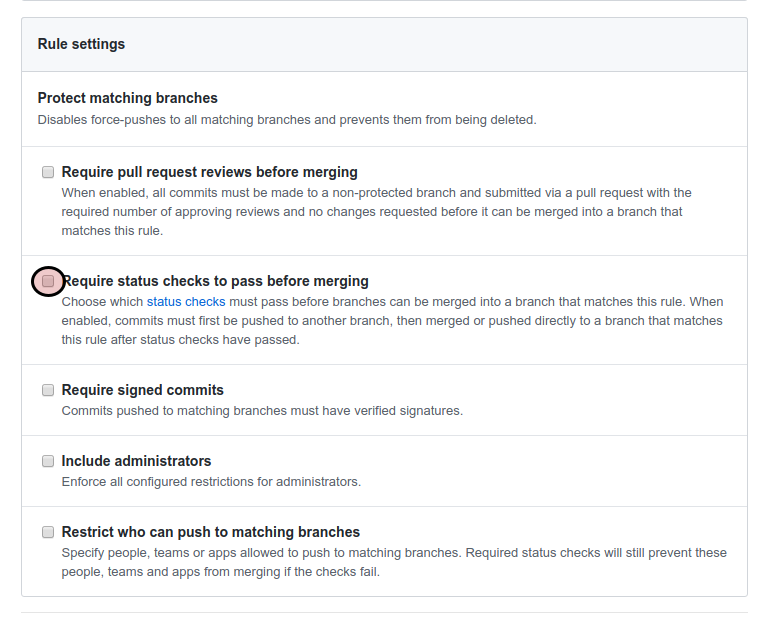 Rule settings
Protect matching branches
Disables force-pushes to all matching branches and prevents them from being deleted.
Require pull request reviews before merging
When enabled, all commits must be made to a non-protected branch and submitted via a pull request with the
required number of approving reviews and no changes requested before it can be merged into a branch that
matches this rule.
Require status checks to pass before merging
Choose which status checks must pass before branches can be merged into a branch that matches this rule. When
enabled, commits must first be pushed to another branch, then merged or pushed directly to a branch that matches
this rule after status checks have passed.
Require signed commits
Commits pushed to matching branches must have verified signatures.
Include administrators
Enforce all configured restrictions for administrators.
Restrict who can push to matching branches
Specify people, teams or apps allowed to push to matching branches. Required status checks will still prevent these
people, teams and apps from merging if the checks fail.